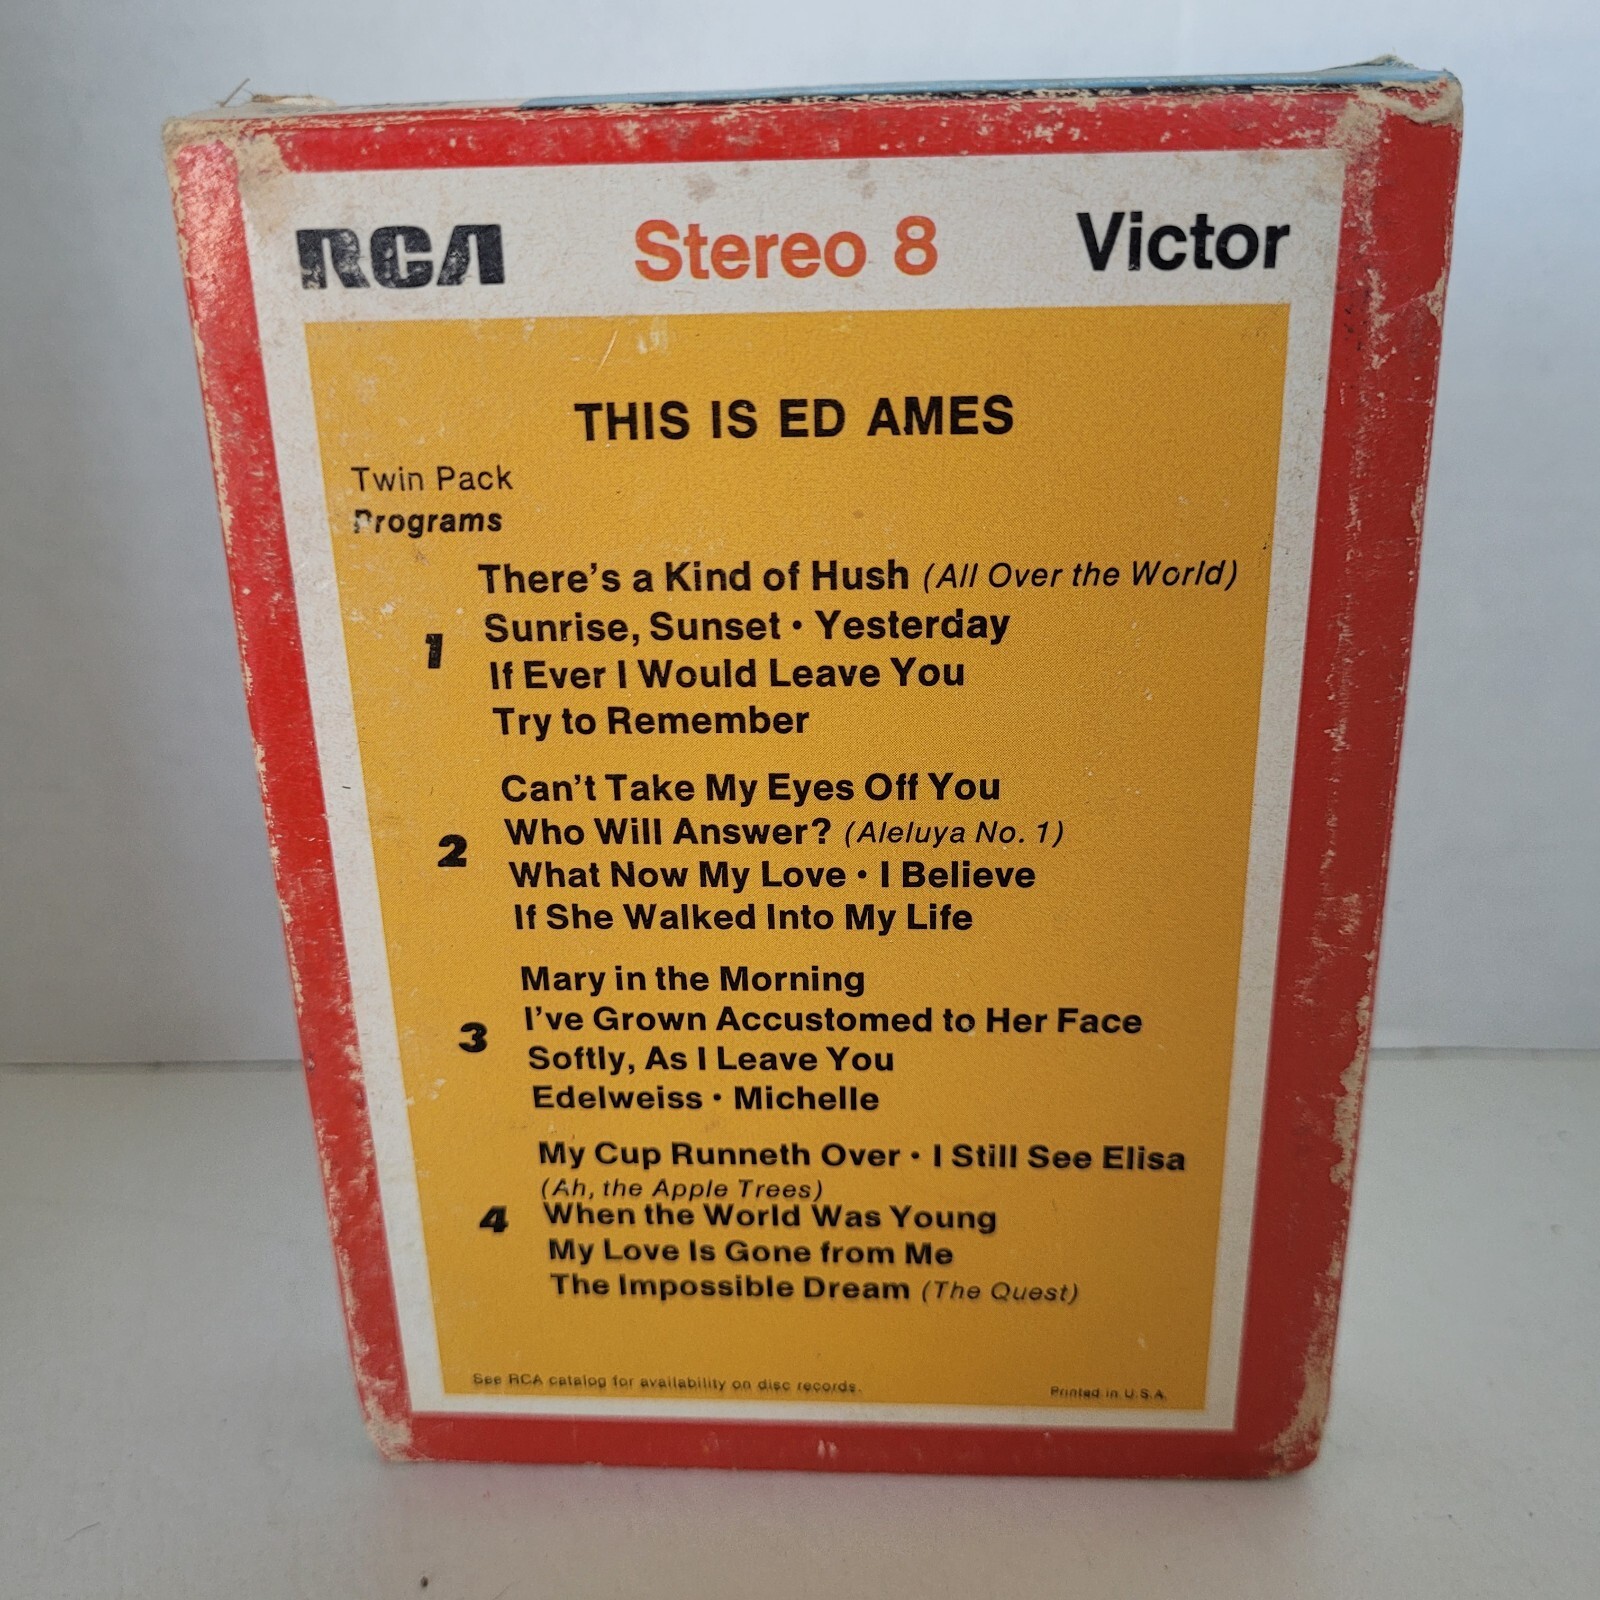 RCA Stereo 8 Victor
THIS IS ED AMES
Twin Pack
Programs
There's a Kind of Hush (All Over the World)
1 Sunrise, Sunset • Yesterday
If Ever I Would Leave You
Try to Remember
Can't Take My Eyes Off You
2 Who Will Answer? (Aleluya No. 1)
What Now My Love • I Believe
If She Walked Into My Life
Mary in the Morning
3 I've Grown Accustomed to Her Face
Softly, As I Leave You
Edelweiss • Michelle
My Cup Runneth Over • I Still See Elisa
(Ah, the Apple Trees)
4 When the World Was Young
My Love Is Gone from Me
The Impossible Dream (The Quest)
See RCA catalog for availability on disc records. Printed in U.S.A.